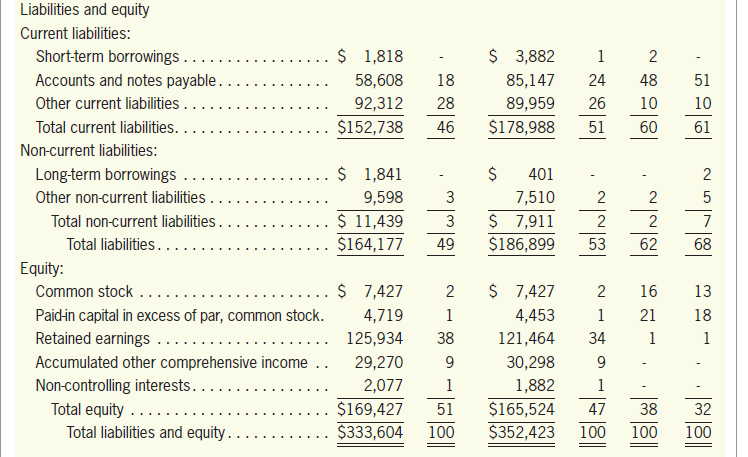 Liabilities and equity
Current liabilities:
Short-term borrowings . . . . . . . . . . . . . . . . . $ 1,818 - $ 3,882 1 2 -
Accounts and notes payable . . . . . . . . . . . . . 58,608 18 85,147 24 48 51
Other current liabilities . . . . . . . . . . . . . . . . . 92,312 28 89,959 26 10 10
Total current liabilities. . . . . . . . . . . . . . . . . . $152,738 46 $178,988 51 60 61
Non-current liabilities:
Long-term borrowings . . . . . . . . . . . . . . . . . $ 1,841 - $ 401 - - 2
Other non-current liabilities . . . . . . . . . . . . . . 9,598 3 7,510 2 2 5
Total non-current liabilities . . . . . . . . . . . . . $ 11,439 3 $ 7,911 2 2 7
Total liabilities . . . . . . . . . . . . . . . . . . . . $164,177 49 $186,899 53 62 68
Equity:
Common stock . . . . . . . . . . . . . . . . . . . . . . $ 7,427 2 $ 7,427 2 16 13
Paid-in capital in excess of par, common stock. 4,719 1 4,453 1 21 18
Retained earnings . . . . . . . . . . . . . . . . . . . . 125,934 38 121,464 34 1 1
Accumulated other comprehensive income . . 29,270 9 30,298 9 - -
Non-controlling interests . . . . . . . . . . . . . . . . 2,077 1 1,882 1 - -
Total equity . . . . . . . . . . . . . . . . . . . . . . . $169,427 51 $165,524 47 38 32
Total liabilities and equity . . . . . . . . . . . . $333,604 100 $352,423 100 100 100